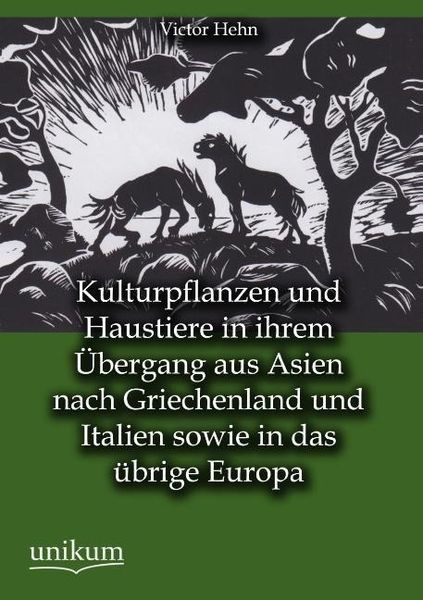 Victor Hehn
Kulturpflanzen und
Haustiere in ihrem
Übergang aus Asien
nach Griechenland und
Italien sowie in das
übrige Europa
unikum